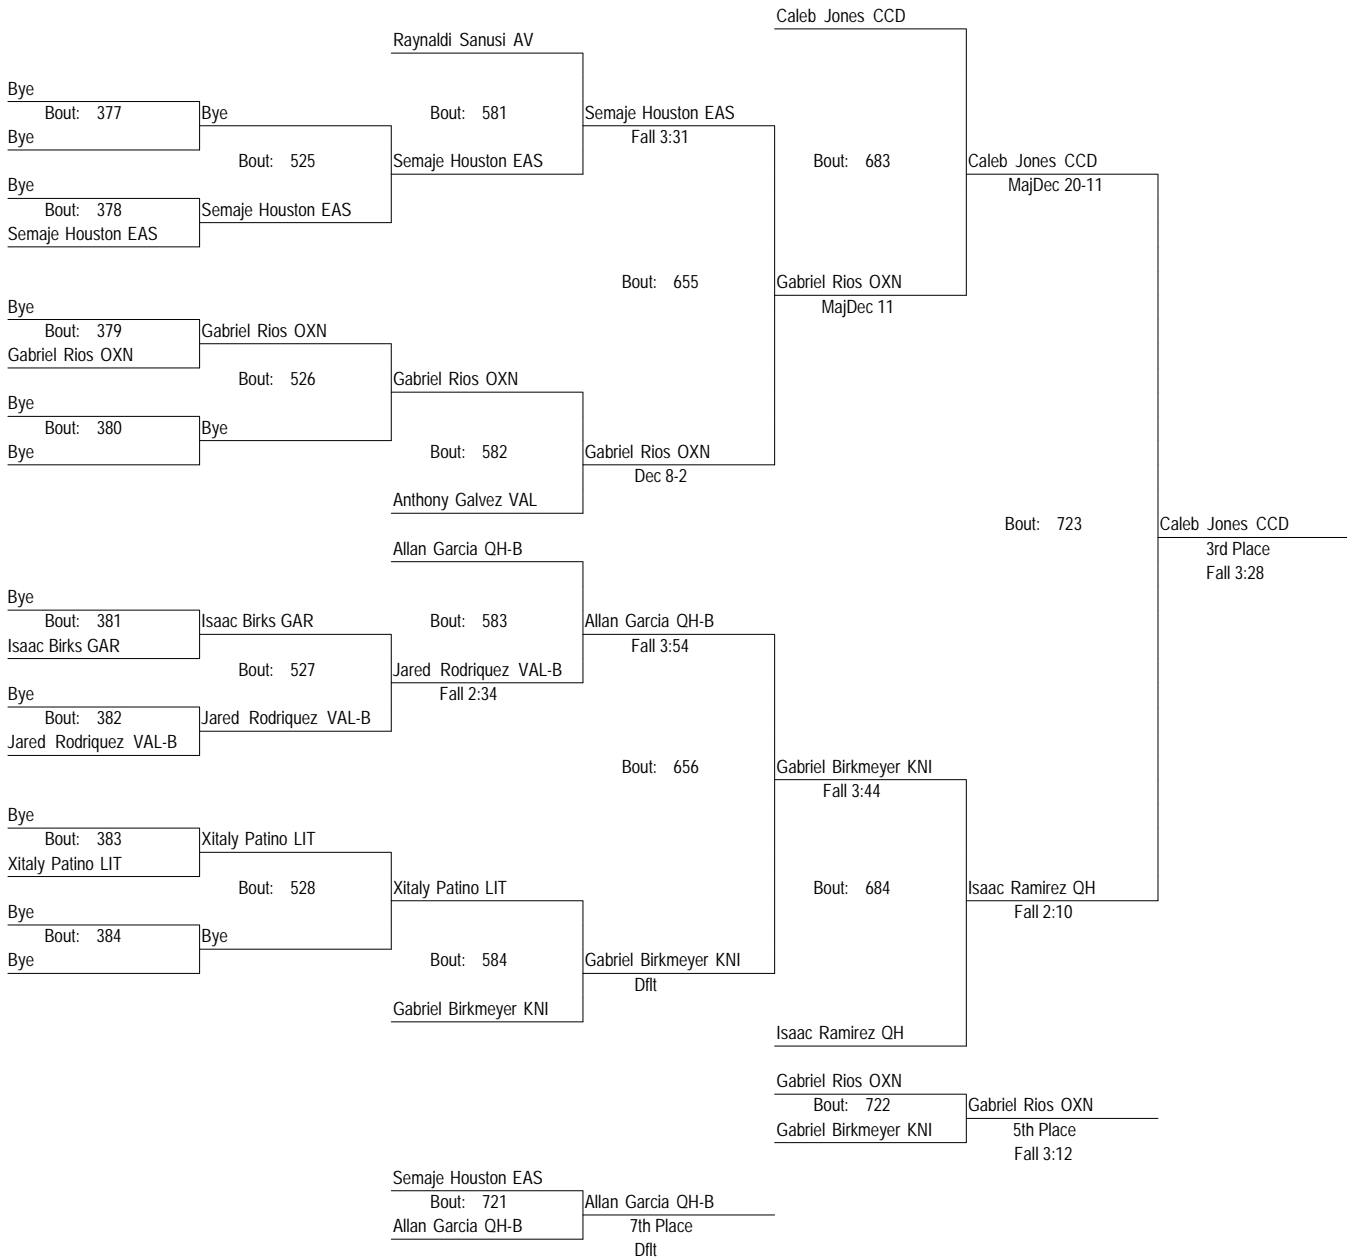 Caleb Jones CCD
Raynaldi Sanusi AV
Bye
Bout: 377
Bye
Bout: 581
Semaje Houston EAS
Bye
Fall 3:31
Bout: 525
Semaje Houston EAS
Bout: 683
Caleb Jones CCD
Bye
MajDec 20-11
Bout: 378
Semaje Houston EAS
Semaje Houston EAS
Bout: 655
Gabriel Rios OXN
Bye
MajDec 11
Bout: 379
Gabriel Rios OXN
Gabriel Rios OXN
Bout: 526
Gabriel Rios OXN
Bye
Bout: 380
Bye
Bye
Bout: 582
Gabriel Rios OXN
Dec 8-2
Anthony Galvez VAL
Bout: 723
Caleb Jones CCD
Allan Garcia QH-B
3rd Place
Fall 3:28
Bye
Bout: 381
Isaac Birks GAR
Bout: 583
Allan Garcia QH-B
Isaac Birks GAR
Fall 3:54
Bout: 527
Jared Rodriquez VAL-B
Bye
Fall 2:34
Bout: 382
Jared Rodriquez VAL-B
Jared Rodriquez VAL-B
Bout: 656
Gabriel Birkmeyer KNI
Fall 3:44
Bye
Bout: 383
Xitaly Patino LIT
Xitaly Patino LIT
Bout: 528
Xitaly Patino LIT
Bout: 684
Isaac Ramirez QH
Bye
Fall 2:10
Bout: 384
Bye
Bye
Bout: 584
Gabriel Birkmeyer KNI
Dflt
Gabriel Birkmeyer KNI
Isaac Ramirez QH
Gabriel Rios OXN
Bout: 722
Gabriel Rios OXN
Gabriel Birkmeyer KNI
5th Place
Fall 3:12
Semaje Houston EAS
Bout: 721
Allan Garcia QH-B
Allan Garcia QH-B
7th Place
Dflt